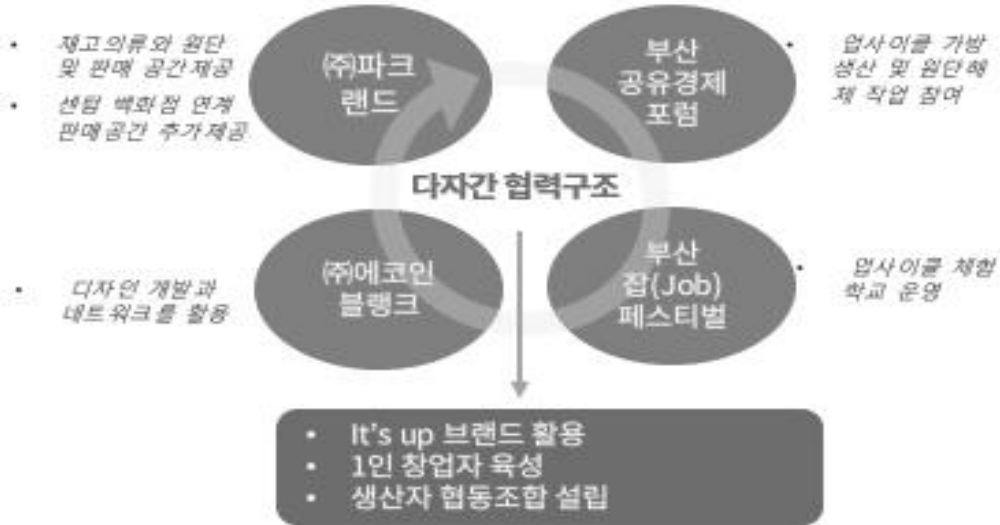 • 재고의류와 원단
및 판매 공간제공
• 센텀 백화점 연계
판매공간 추가제공
㈜파크
랜드
부산
공유경제
포럼
• 업사이클 가방
생산 및 원단해
체 작업 참여
다자간 협력구조
• 디자인 개발과
네트워크를 활용
㈜에코인
블랭크
부산
잡(Job)
페스티벌
• 업사이클 체험
학교 운영
• It's up 브랜드 활용
• 1인 창업자 육성
• 생산자 협동조합 설립